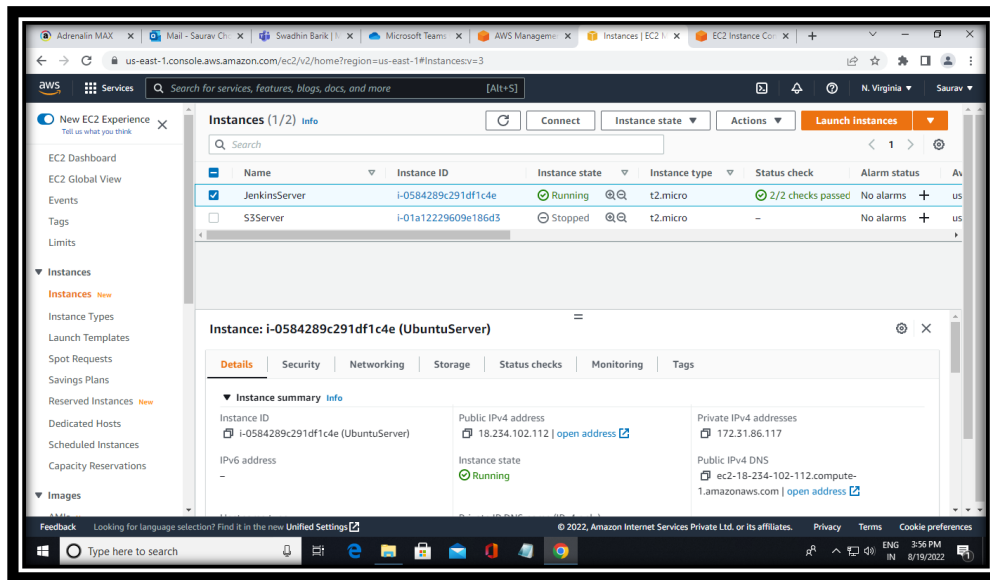 Adrenalin MAX Mail - Saurav Ch Swadhin Barik | Microsoft Teams AWS Manageme Instances | EC2 M EC2 Instance Con
us-east-1.console.aws.amazon.com/ec2/v2/home?region=us-east-1#Instances:v=3
aws Services Search for services, features, blogs, docs, and more [Alt+S] N. Virginia ▼ Saurav ▼
New EC2 Experience
Tell us what you think
EC2 Dashboard
EC2 Global View
Events
Tags
Limits
▼ Instances
Instances New
Instance Types
Launch Templates
Spot Requests
Savings Plans
Reserved Instances New
Dedicated Hosts
Scheduled Instances
Capacity Reservations
▼ Images
Instances (1/2) Info Connect Instance state ▼ Actions ▼ Launch instances ▼
Search 1
Name Instance ID Instance state Instance type Status check Alarm status Av
JenkinsServer i-0584289c291df1c4e Running t2.micro 2/2 checks passed No alarms + us
S3Server i-01a12229609e186d3 Stopped t2.micro – No alarms + us
Instance: i-0584289c291df1c4e (UbuntuServer)
Details Security Networking Storage Status checks Monitoring Tags
▼ Instance summary Info
Instance ID
i-0584289c291df1c4e (UbuntuServer)
Public IPv4 address
18.234.102.112 | open address
Private IPv4 addresses
172.31.86.117
IPv6 address
–
Instance state
Running
Public IPv4 DNS
ec2-18-234-102-112.compute-
1.amazonaws.com | open address
Feedback Looking for language selection? Find it in the new Unified Settings © 2022, Amazon Internet Services Private Ltd. or its affiliates. Privacy Terms Cookie preferences
Type here to search
ENG 3:56 PM
IN 8/19/2022